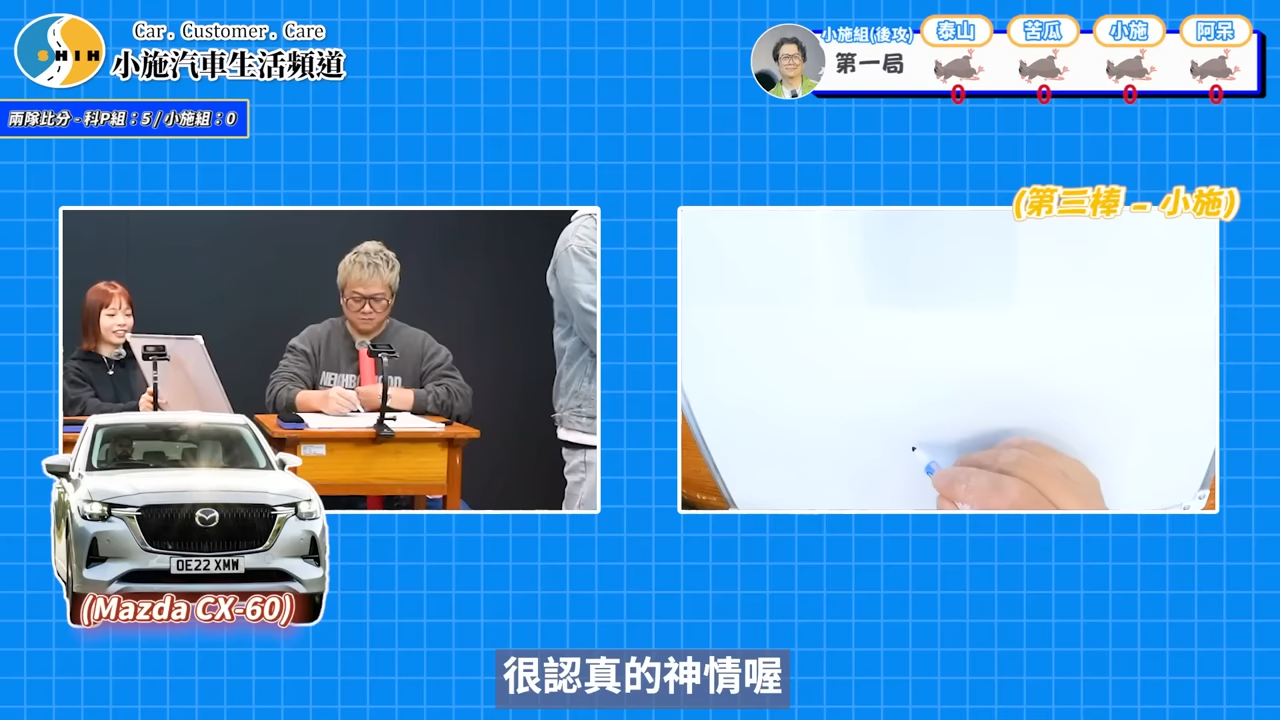 SHIH
Car. Customer. Care
小施汽車生活頻道
兩隊比分 - 科P組：5 / 小施組：0
小施組(後攻)
第一局
泰山
苦瓜
小施
阿呆
0
0
0
0
(第三棒 - 小施)
OE22 XMW
(Mazda CX-60)
很認真的神情喔